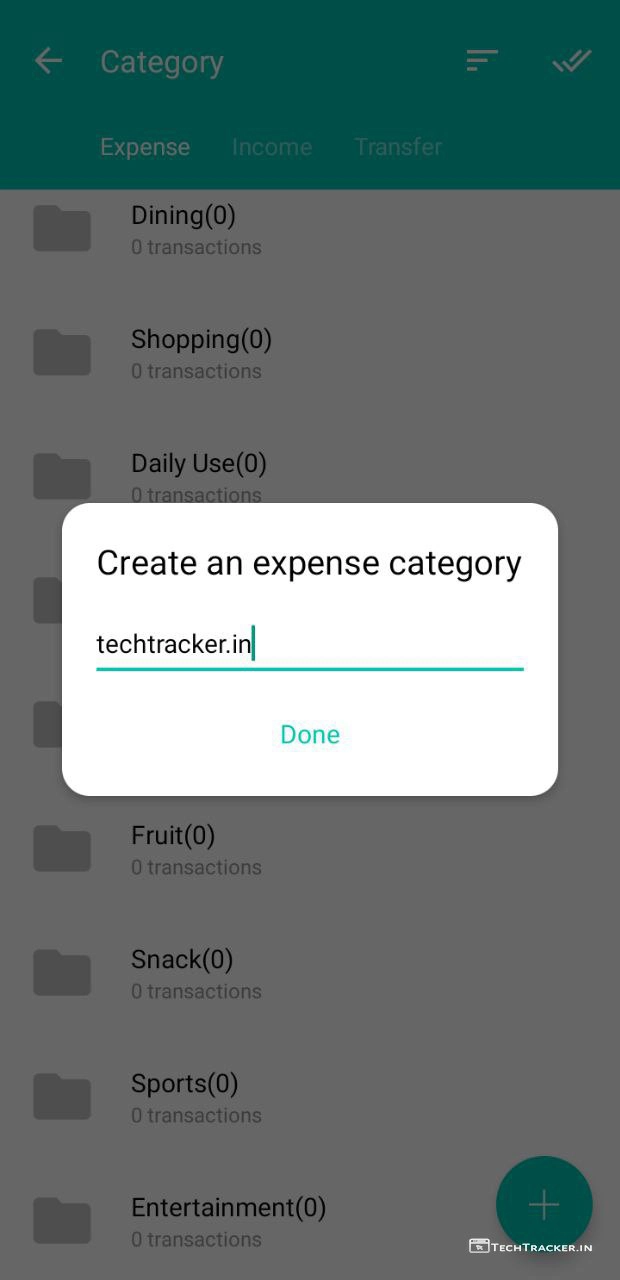 Category
Expense Income Transfer
Dining(0)
0 transactions
Shopping(0)
0 transactions
Daily Use(0)
0 transactions
Create an expense category
techtracker.in
Done
Fruit(0)
0 transactions
Snack(0)
0 transactions
Sports(0)
0 transactions
Entertainment(0)
0 transactions
TechTracker.in